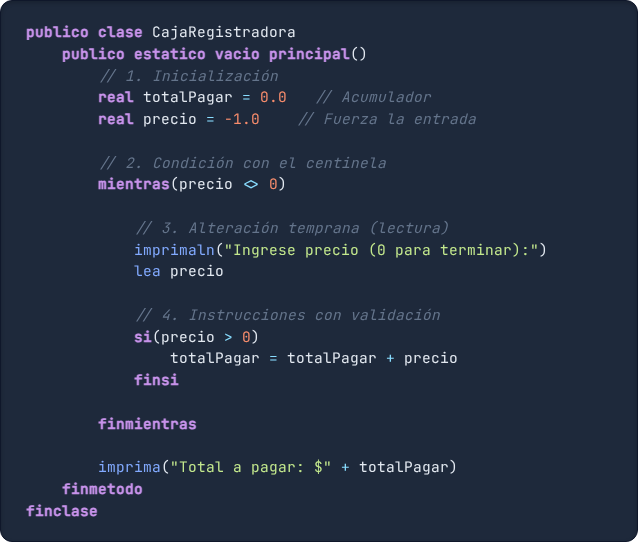 publico clase CajaRegistradora
publico estatico vacio principal()
// 1. Inicialización
real totalPagar = 0.0 // Acumulador
real precio = -1.0 // Fuerza la entrada
// 2. Condición con el centinela
mientras(precio <> 0)
// 3. Alteración temprana (lectura)
imprimaln("Ingrese precio (0 para terminar):")
lea precio
// 4. Instrucciones con validación
si(precio > 0)
totalPagar = totalPagar + precio
finsi
finmientras
imprima("Total a pagar: $" + totalPagar)
finmetodo
finclase